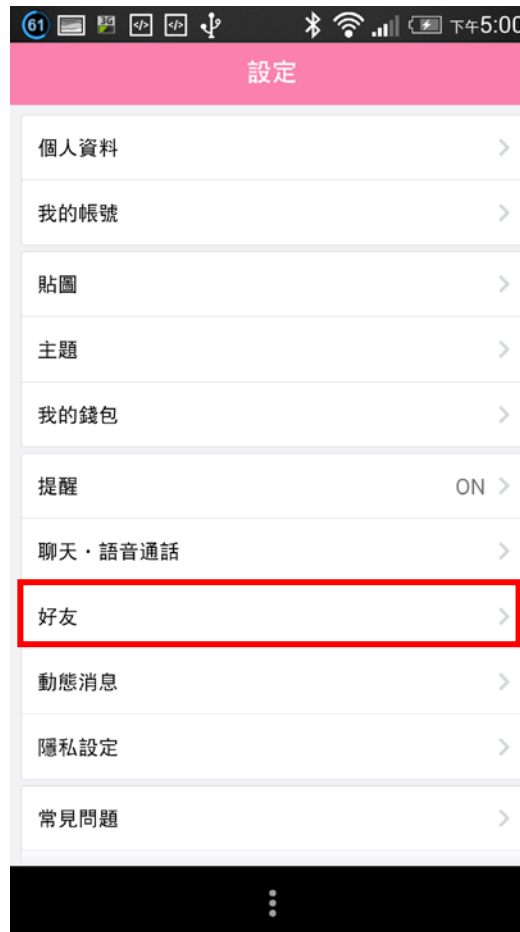 61 3G </> </> 下午5:00
設定
個人資料
我的帳號
貼圖
主題
我的錢包
提醒 ON
聊天・語音通話
好友
動態消息
隱私設定
常見問題